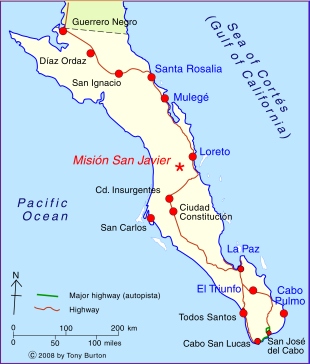 Guerrero Negro
Sea of Cortés
(Gulf of California)
Díaz Ordaz
San Ignacio
Santa Rosalia
Mulegé
Loreto
Misión San Javier
Cd. Insurgentes
Pacific
Ocean
Ciudad
Constitución
San Carlos
La Paz
El Triunfo
Cabo
Pulmo
N
Major highway (autopista)
Highway
Todos Santos
0 100 200 km
0 50 100 miles
Cabo San Lucas
San José
del Cabo
© 2008 by Tony Burton